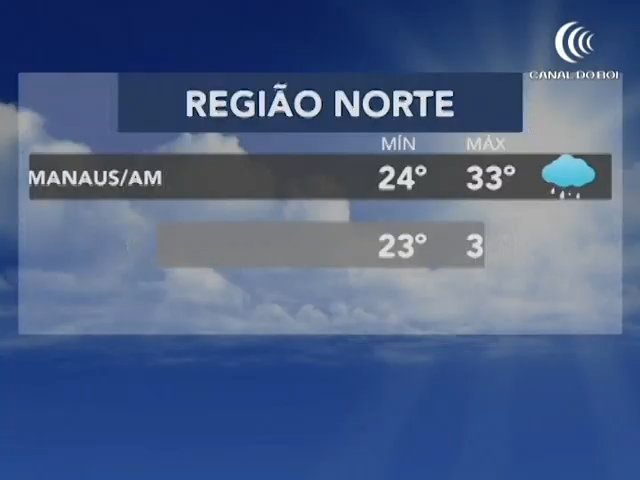 CANAL DO BOI
REGIÃO NORTE
MÍN MÁX
MANAUS/AM 24° 33°
23° 3